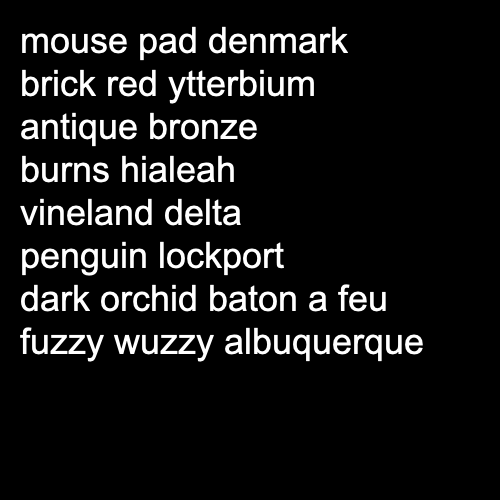 mouse pad denmark
brick red ytterbium
antique bronze
burns hialeah
vineland delta
penguin lockport
dark orchid baton a feu
fuzzy wuzzy albuquerque